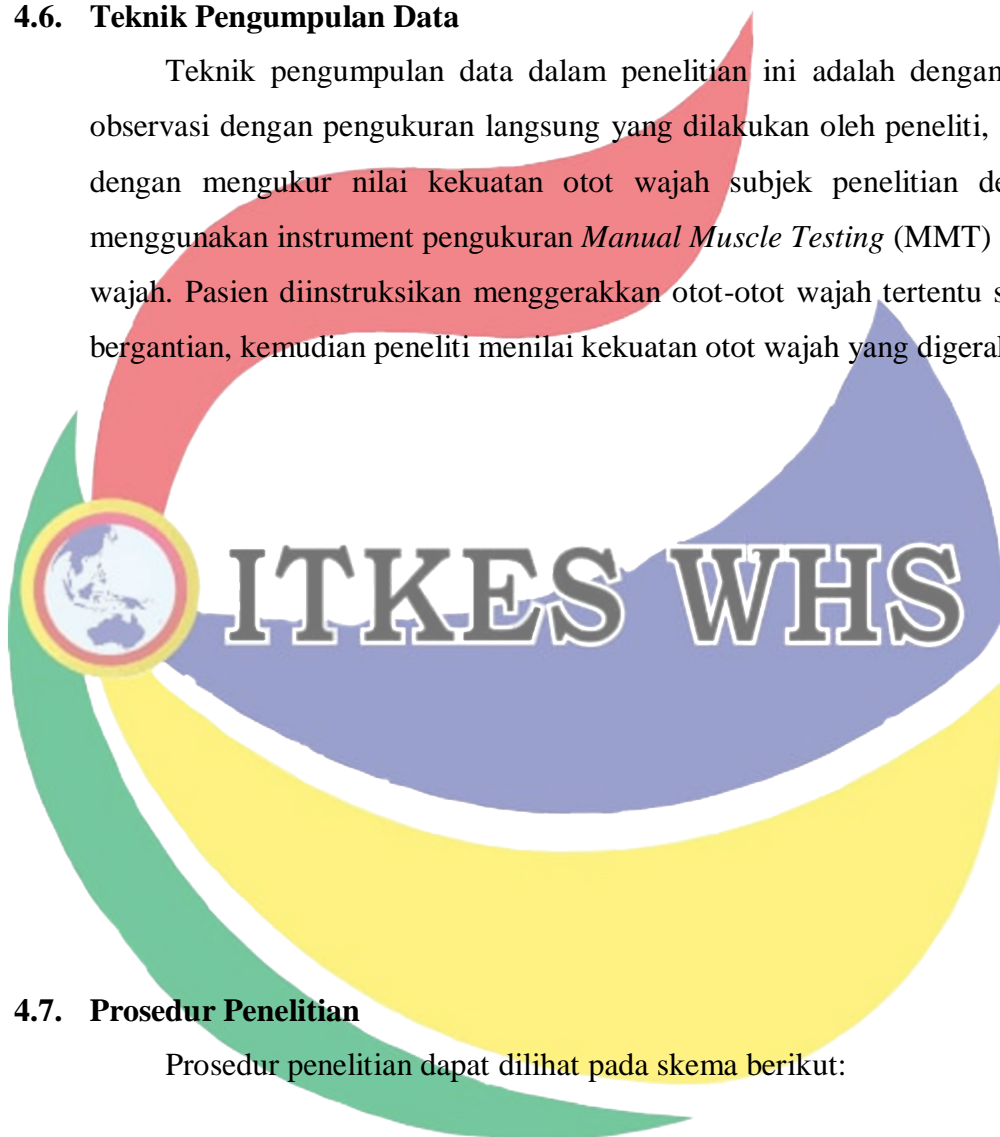 4.6. Teknik Pengumpulan Data
Teknik pengumpulan data dalam penelitian ini adalah dengan
observasi dengan pengukuran langsung yang dilakukan oleh peneliti,
dengan mengukur nilai kekuatan otot wajah subjek penelitian de
menggunakan instrument pengukuran Manual Muscle Testing (MMT)
wajah. Pasien diinstruksikan menggerakkan otot-otot wajah tertentu s
bergantian, kemudian peneliti menilai kekuatan otot wajah yang digeral
ITKES WHS
4.7. Prosedur Penelitian
Prosedur penelitian dapat dilihat pada skema berikut: